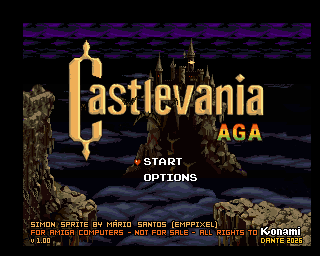 Castlevania
AGA
START
OPTIONS
SIMON SPRITE BY MÁRIO SANTOS (EMPPIXEL)
FOR AMIGA COMPUTERS - NOT FOR SALE - ALL RIGHTS TO Konami
V 1.00 DANTE 2026